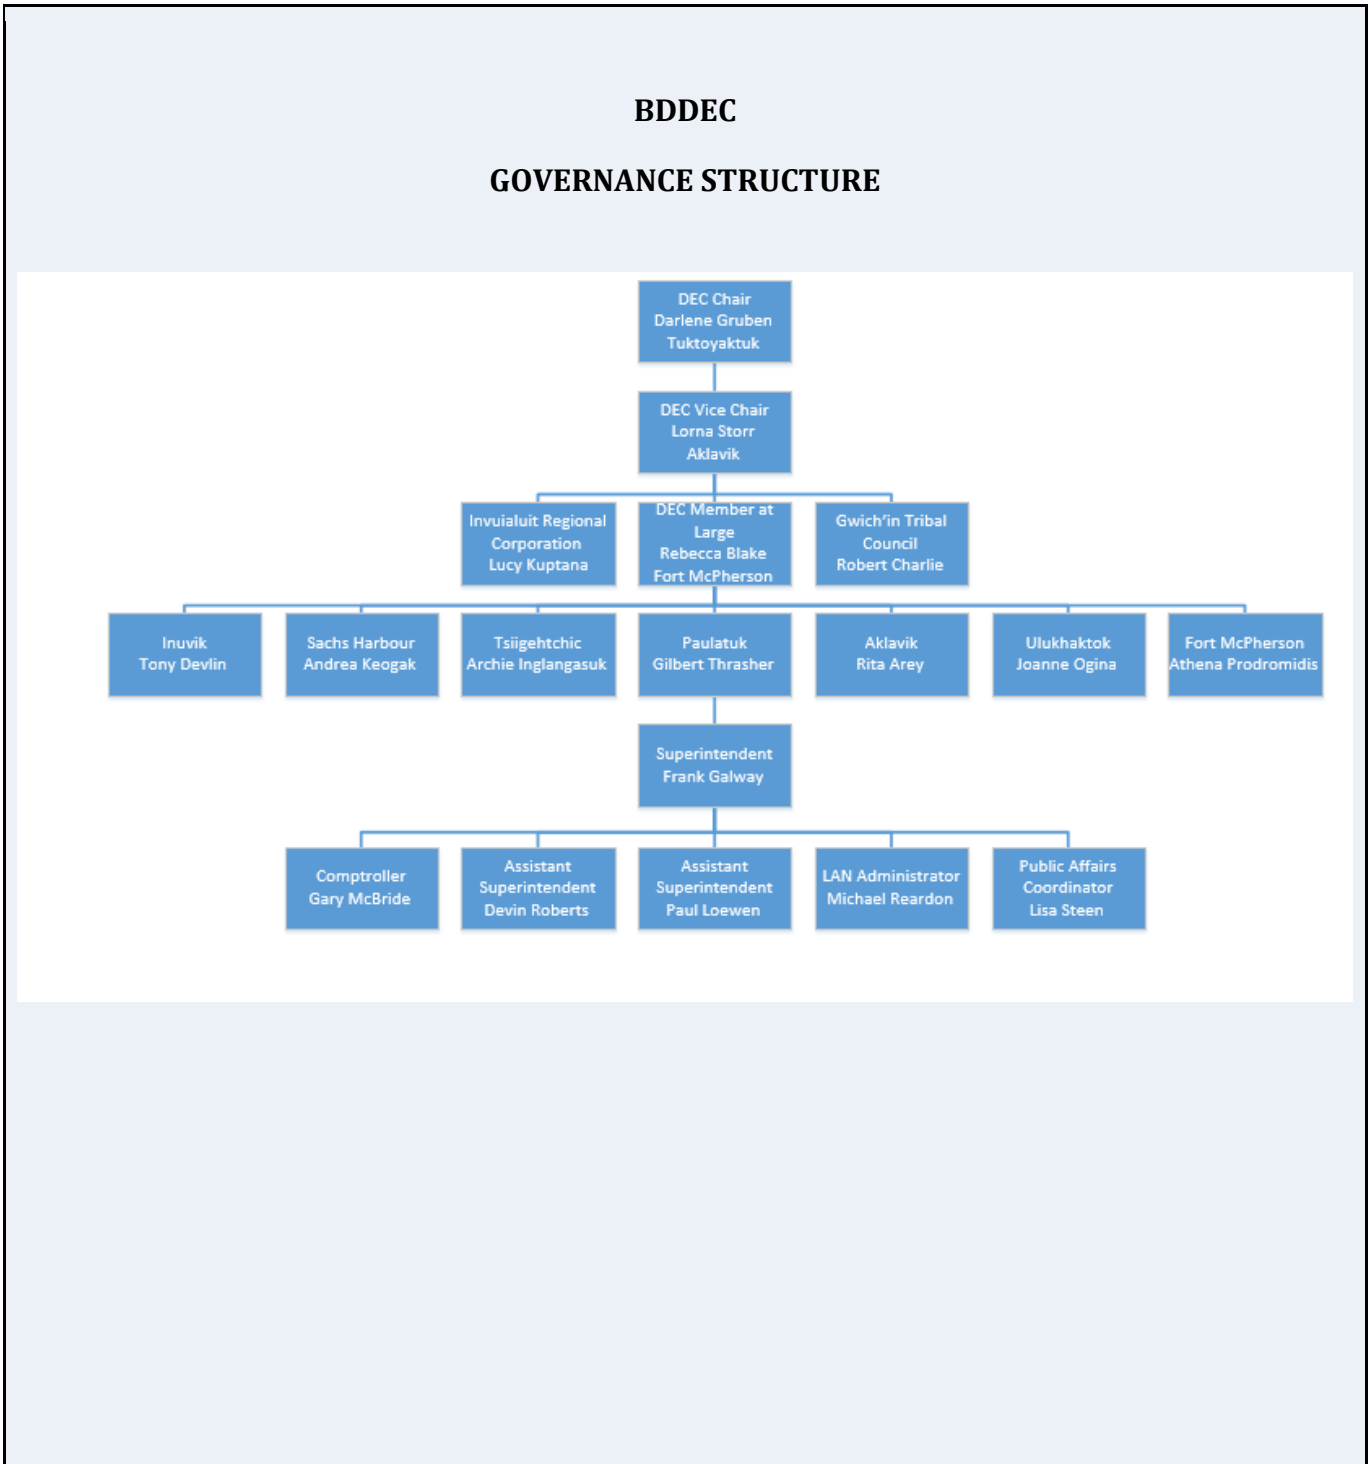 BDDEC
GOVERNANCE STRUCTURE
DEC Chair
Darlene Gruben
Tuktoyaktuk
DEC Vice Chair
Lorna Storr
Aklavik
Invuialuit Regional
Corporation
Lucy Kuptana
DEC Member at
Large
Rebecca Blake
Fort McPherson
Gwich'in Tribal
Council
Robert Charlie
Inuvik
Tony Devlin
Sachs Harbour
Andrea Keogak
Tsiigehtchic
Archie Inglangasuk
Paulatuk
Gilbert Thrasher
Aklavik
Rita Arey
Ulukhaktok
Joanne Ogina
Fort McPherson
Athena Prodromidis
Superintendent
Frank Galway
Comptroller
Gary McBride
Assistant
Superintendent
Devin Roberts
Assistant
Superintendent
Paul Loewen
LAN Administrator
Michael Reardon
Public Affairs
Coordinator
Lisa Steen